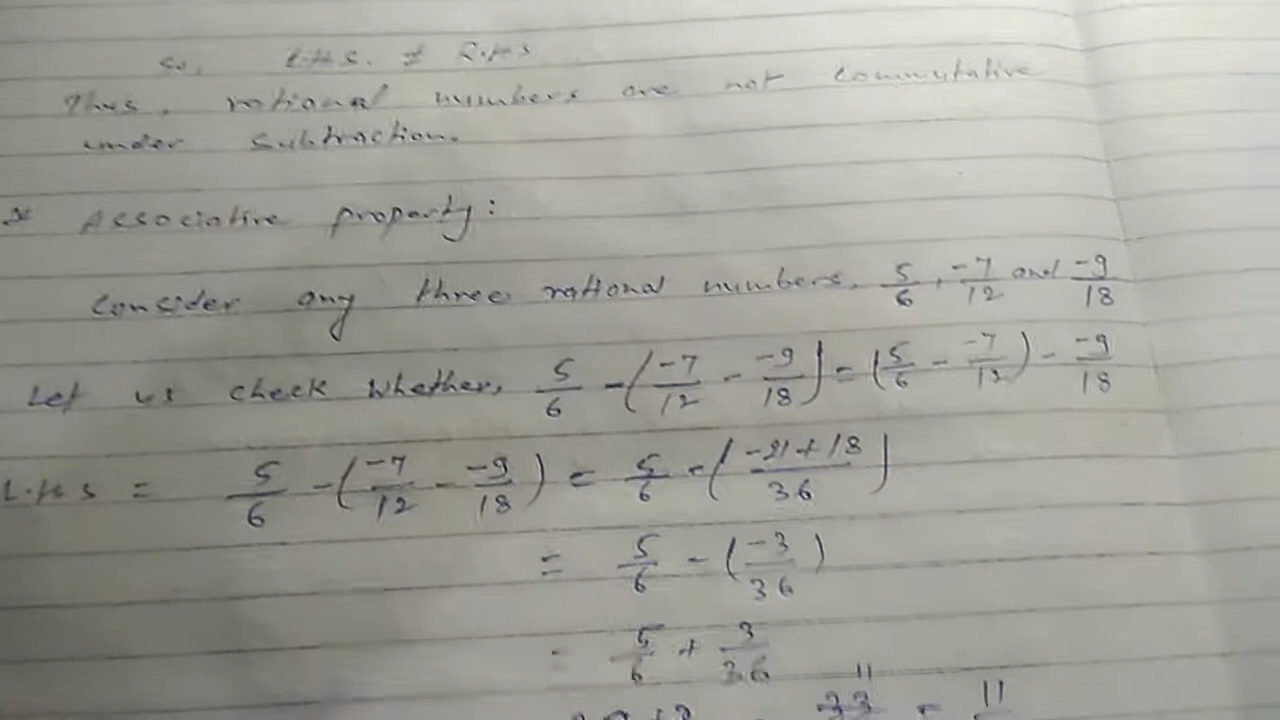 So, L.H.S. ≠ R.H.S
Thus, rational numbers are not commutative
under subtraction.
* Associative property:
Consider any three rational numbers, 5/6, -7/12 and -9/18
Let us check whether, 5/6 - (-7/12 - -9/18) = (5/6 - -7/12) - -9/18
L.H.S = 5/6 - (-7/12 - -9/18) = 5/6 - (-21+18/36)
= 5/6 - (-3/36)
= 5/6 + 3/36
33 11 = 11